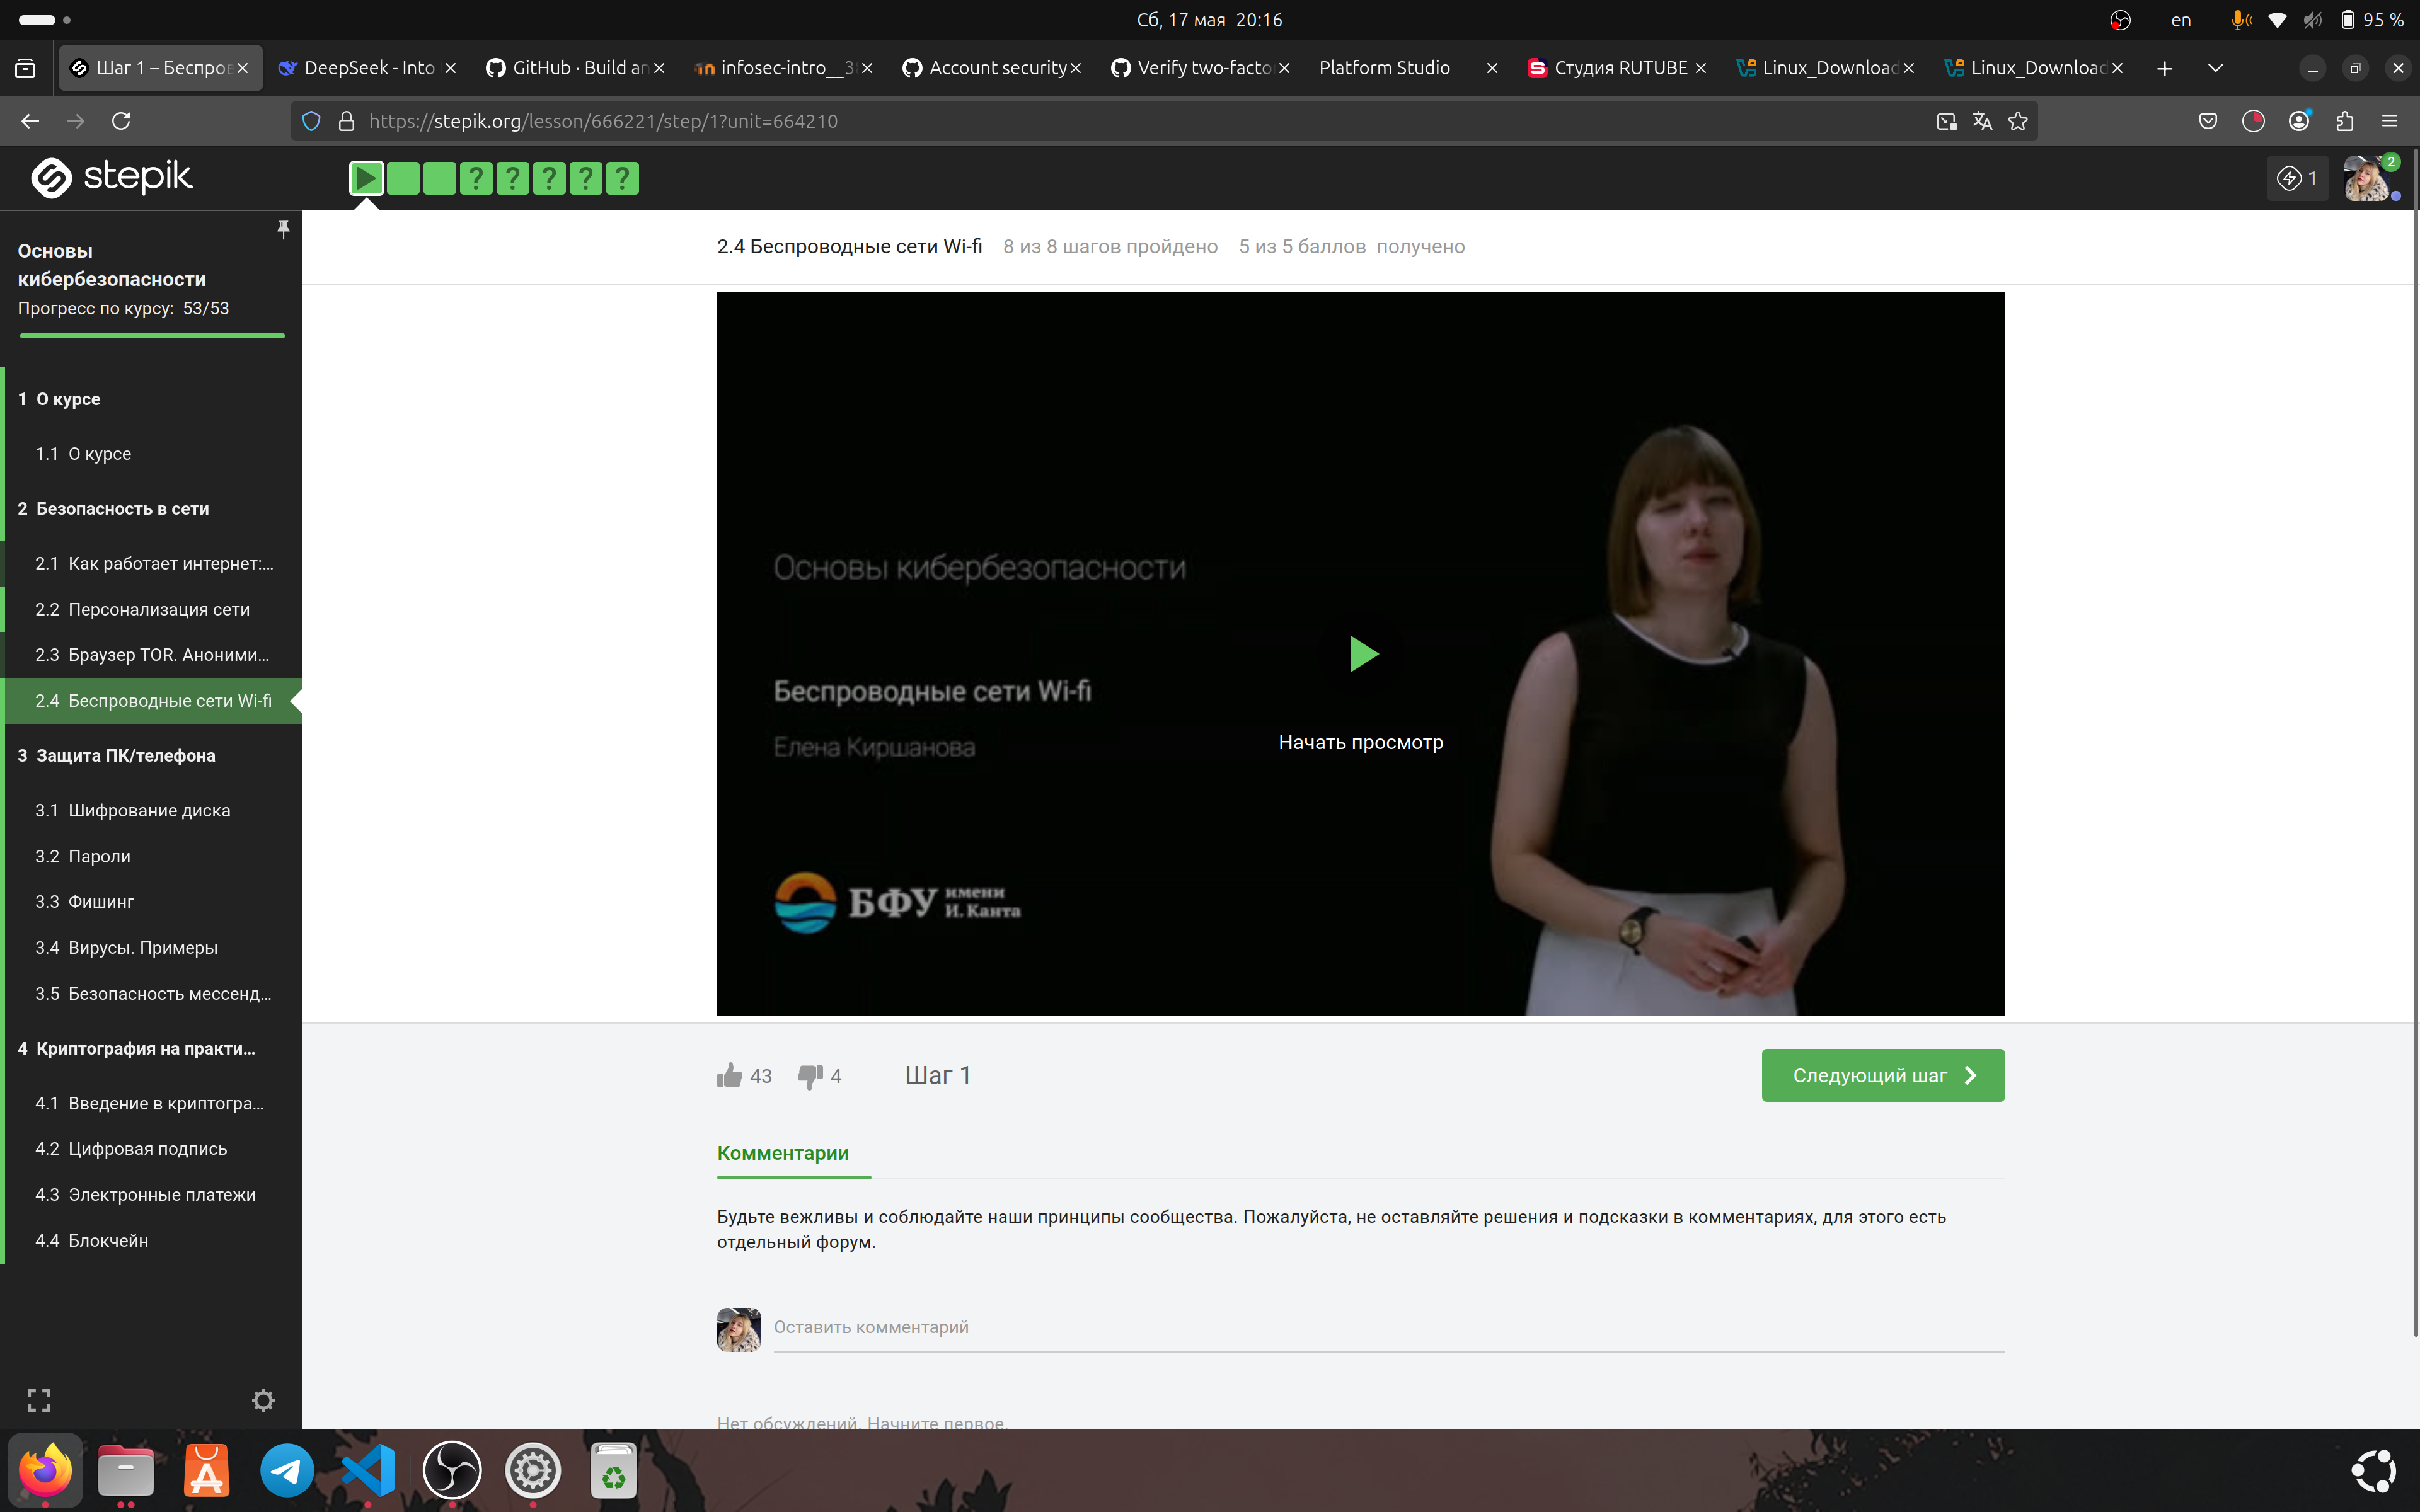 Сб, 17 мая 20:16
en
95 %
Шаг 1 – Беспров
DeepSeek - Into
GitHub · Build an
infosec-intro__3
Account security
Verify two-facto
Platform Studio
Студия RUTUBE
Linux_Download
Linux_Download
https://stepik.org/lesson/666221/step/1?unit=664210
stepik
? ? ? ? ?
1
2
Основы
кибербезопасности
Прогресс по курсу: 53/53
1 О курсе
1.1 О курсе
2 Безопасность в сети
2.1 Как работает интернет:...
2.2 Персонализация сети
2.3 Браузер TOR. Аноними...
2.4 Беспроводные сети Wi-fi
3 Защита ПК/телефона
3.1 Шифрование диска
3.2 Пароли
3.3 Фишинг
3.4 Вирусы. Примеры
3.5 Безопасность мессенд...
4 Криптография на практи...
4.1 Введение в криптогра...
4.2 Цифровая подпись
4.3 Электронные платежи
4.4 Блокчейн
2.4 Беспроводные сети Wi-fi 8 из 8 шагов пройдено 5 из 5 баллов получено
Основы кибербезопасности
Беспроводные сети Wi-fi
Елена Киршанова
Начать просмотр
БФУ имени
И. Канта
43
4
Шаг 1
Следующий шаг
Комментарии
Будьте вежливы и соблюдайте наши принципы сообщества. Пожалуйста, не оставляйте решения и подсказки в комментариях, для этого есть
отдельный форум.
Оставить комментарий
Нет обсуждений. Начните первое.